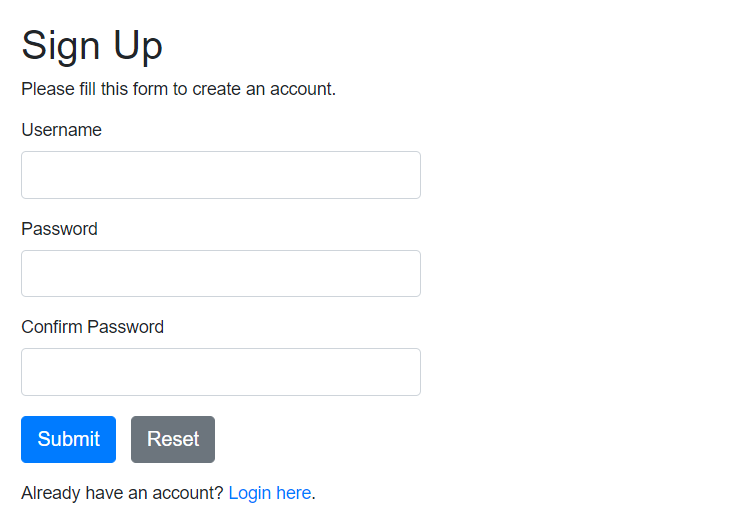 Sign Up
Please fill this form to create an account.
Username
Password
Confirm Password
Submit Reset
Already have an account? Login here.